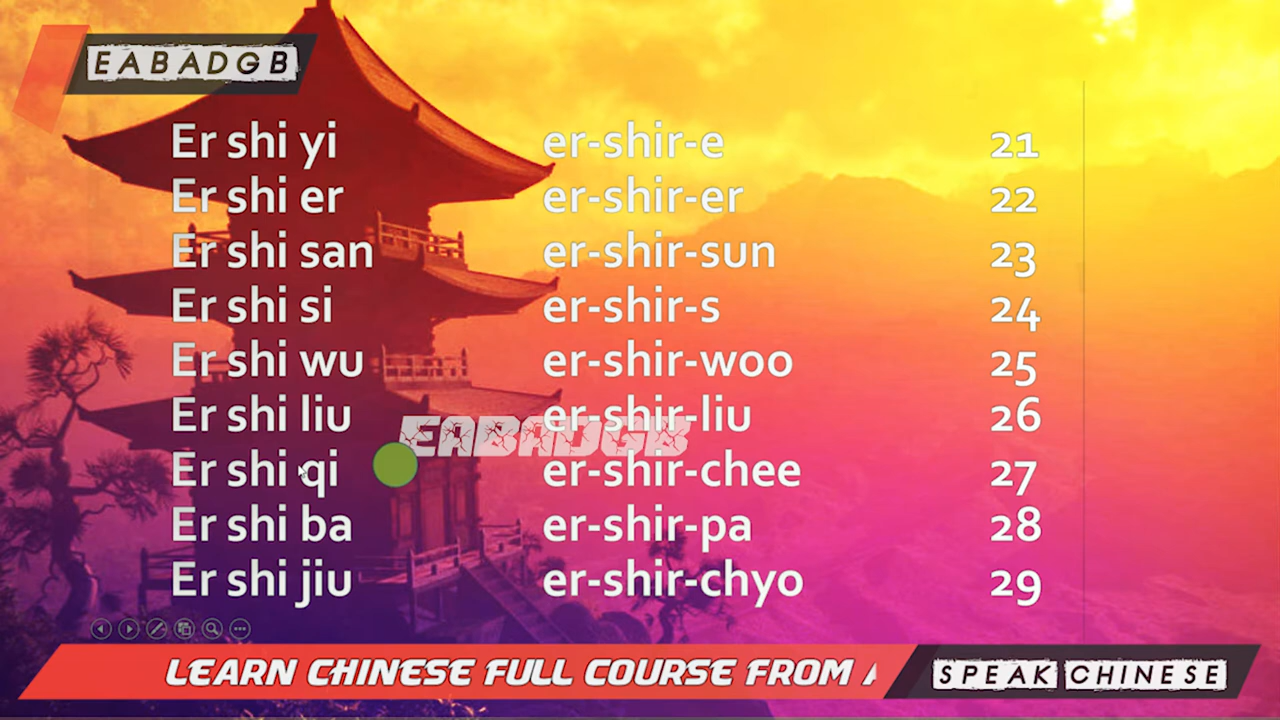 EABADGB
Er shi yi er-shir-e 21
Er shi er er-shir-er 22
Er shi san er-shir-sun 23
Er shi si er-shir-s 24
Er shi wu er-shir-woo 25
Er shi liu er-shir-liu 26
EABADGB
Er shi qi er-shir-chee 27
Er shi ba er-shir-pa 28
Er shi jiu er-shir-chyo 29
LEARN CHINESE FULL COURSE FROM
SPEAK CHINESE